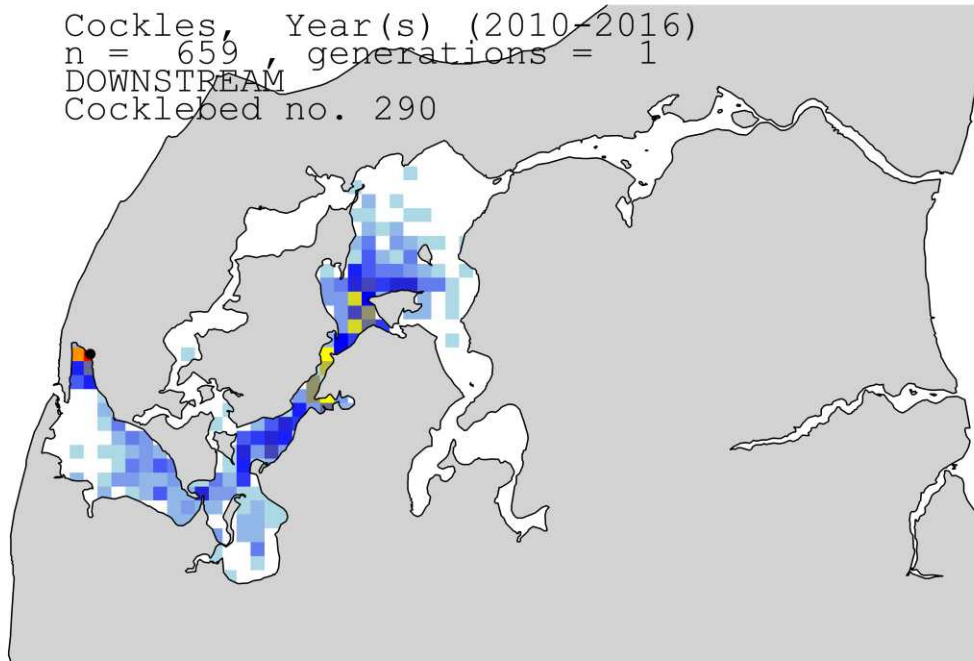 Cockles, Year(s) (2010-2016)
n = 659 , generations = 1
DOWNSTREAM
Cocklebed no. 290